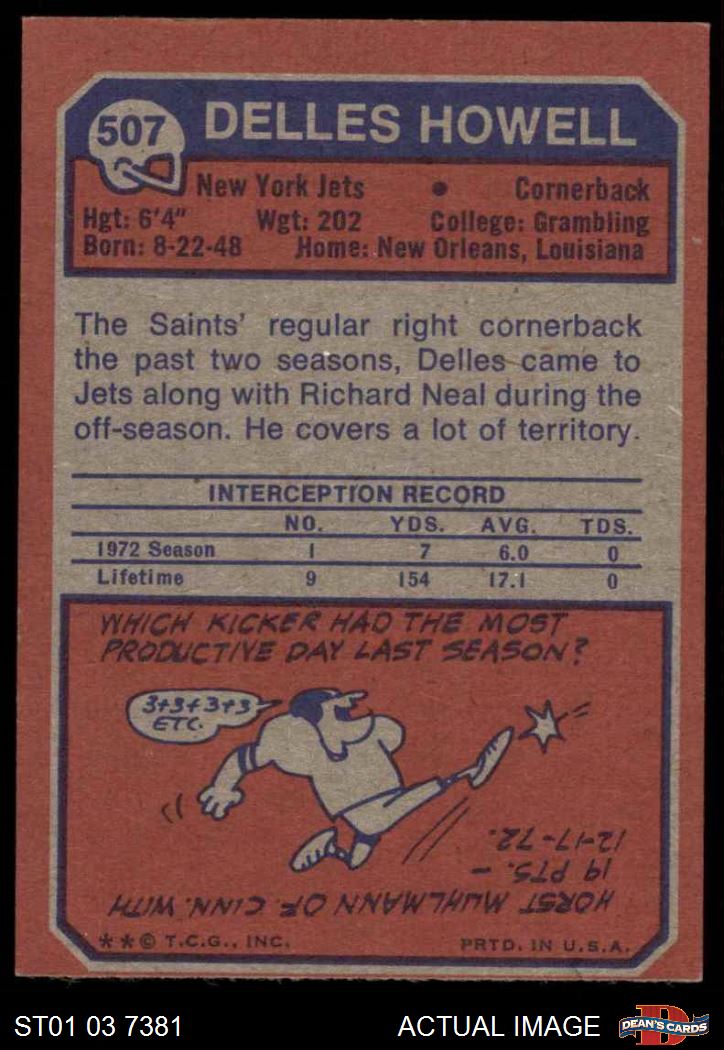 507 DELLES HOWELL
New York Jets • Cornerback
Hgt: 6'4" Wgt: 202 College: Grambling
Born: 8-22-48 Home: New Orleans, Louisiana
The Saints' regular right cornerback
the past two seasons, Delles came to
Jets along with Richard Neal during the
off-season. He covers a lot of territory.
INTERCEPTION RECORD
NO. YDS. AVG. TDS.
1972 Season 1 7 6.0 0
Lifetime 9 154 17.1 0
WHICH KICKER HAD THE MOST
PRODUCTIVE DAY LAST SEASON?
3+3+3+3
ETC.
HORST MUHLMANN OF CINN. WITH
19 PTS. -
12-17-72.
**© T.C.G., INC. PRTD. IN U.S.A.
ST01 03 7381 ACTUAL IMAGE DEAN'S CARDS